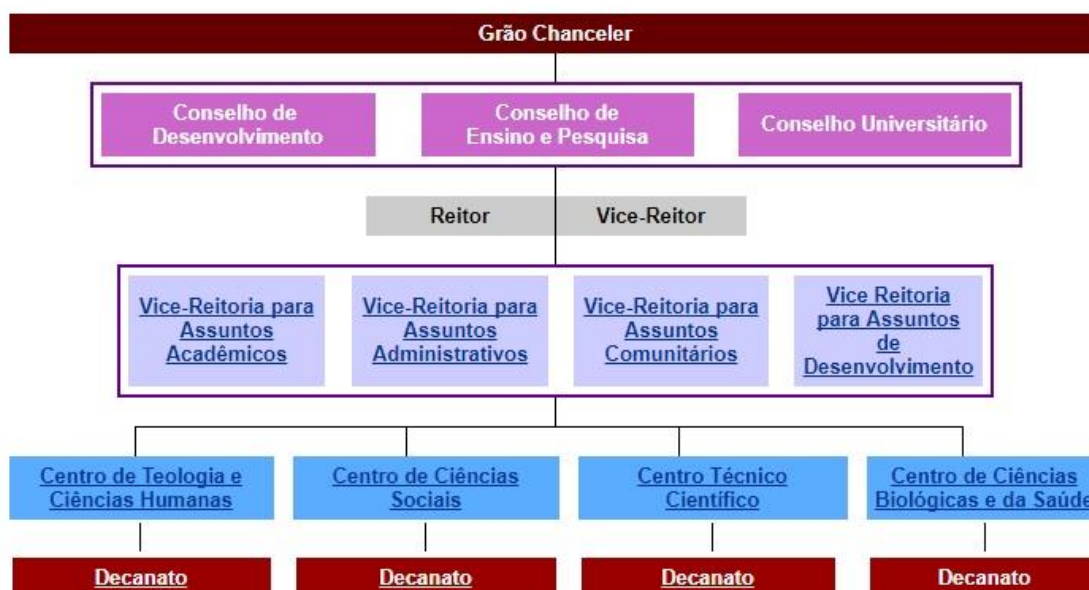 Grão Chanceler
Conselho de
Desenvolvimento
Conselho de
Ensino e Pesquisa
Conselho Universitário
Reitor
Vice-Reitor
Vice-Reitoria para
Assuntos
Acadêmicos
Vice-Reitoria para
Assuntos
Administrativos
Vice-Reitoria para
Assuntos
Comunitários
Vice Reitoria
para Assuntos
de
Desenvolvimento
Centro de Teologia e
Ciências Humanas
Centro de Ciências
Sociais
Centro Técnico
Científico
Centro de Ciências
Biológicas e da Saúde
Decanato
Decanato
Decanato
Decanato